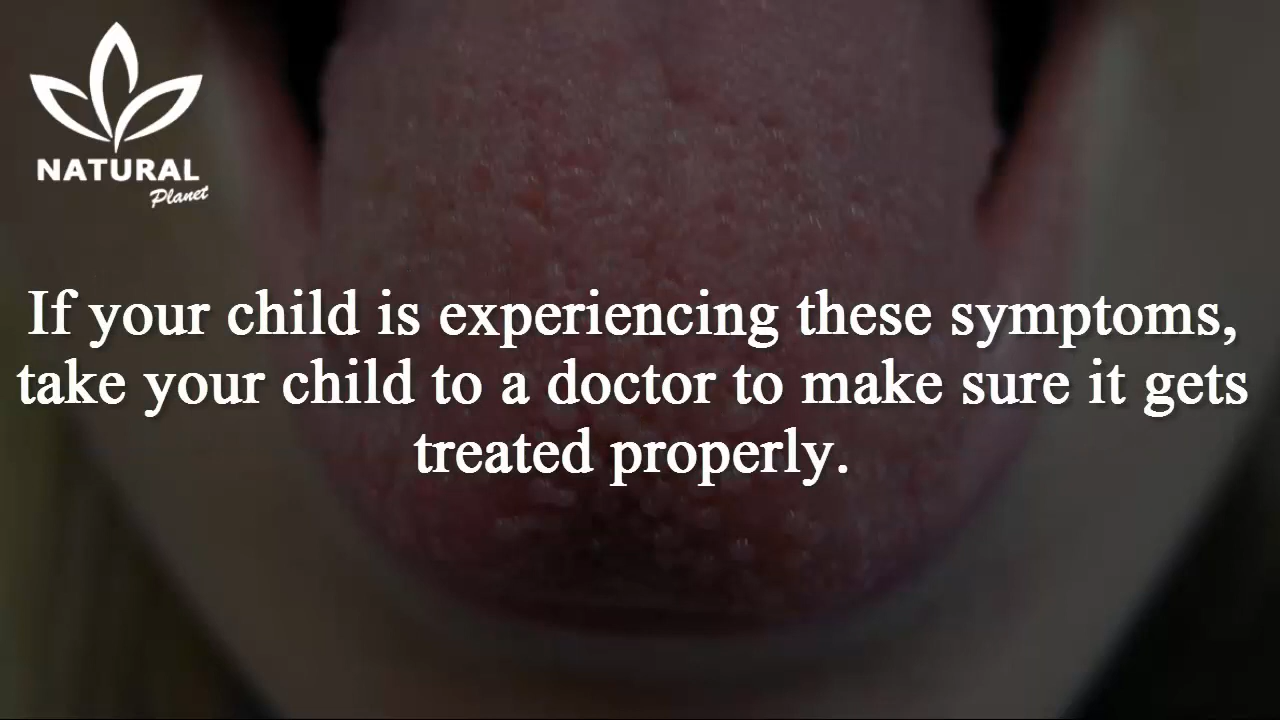 NATURAL
Planet
If your child is experiencing these symptoms,
take your child to a doctor to make sure it gets
treated properly.